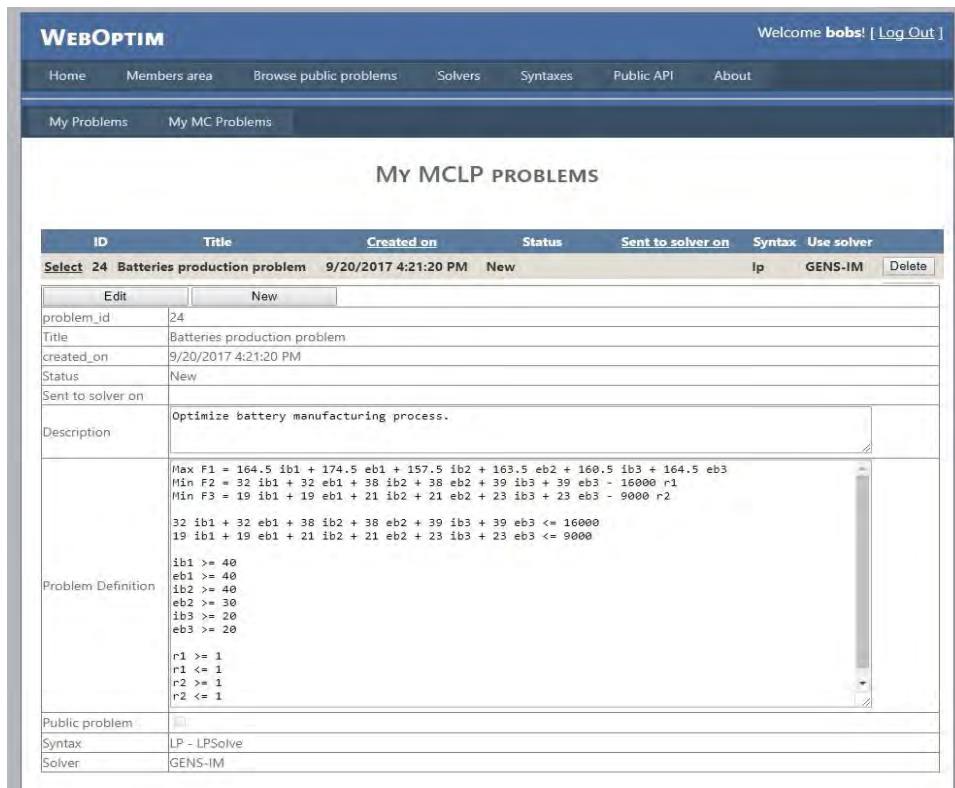 WEBOPTIM
Welcome bobs! [ Log Out ]
Home Members area Browse public problems Solvers Syntaxes Public API About
My Problems My MC Problems
MY MCLP PROBLEMS
ID Title Created on Status Sent to solver on Syntax Use solver
Select 24 Batteries production problem 9/20/2017 4:21:20 PM New lp GENS-IM Delete
Edit New
problem_id 24
Title Batteries production problem
created_on 9/20/2017 4:21:20 PM
Status New
Sent to solver on
Description Optimize battery manufacturing process.
Problem Definition
Max F1 = 164.5 ib1 + 174.5 eb1 + 157.5 ib2 + 163.5 eb2 + 160.5 ib3 + 164.5 eb3
Min F2 = 32 ib1 + 32 eb1 + 38 ib2 + 38 eb2 + 39 ib3 + 39 eb3 - 16000 r1
Min F3 = 19 ib1 + 19 eb1 + 21 ib2 + 21 eb2 + 23 ib3 + 23 eb3 - 9000 r2
32 ib1 + 32 eb1 + 38 ib2 + 38 eb2 + 39 ib3 + 39 eb3 <= 16000
19 ib1 + 19 eb1 + 21 ib2 + 21 eb2 + 23 ib3 + 23 eb3 <= 9000
ib1 >= 40
eb1 >= 40
ib2 >= 40
eb2 >= 30
ib3 >= 20
eb3 >= 20
r1 >= 1
r1 <= 1
r2 >= 1
r2 <= 1
Public problem
Syntax LP - LPSolve
Solver GENS-IM